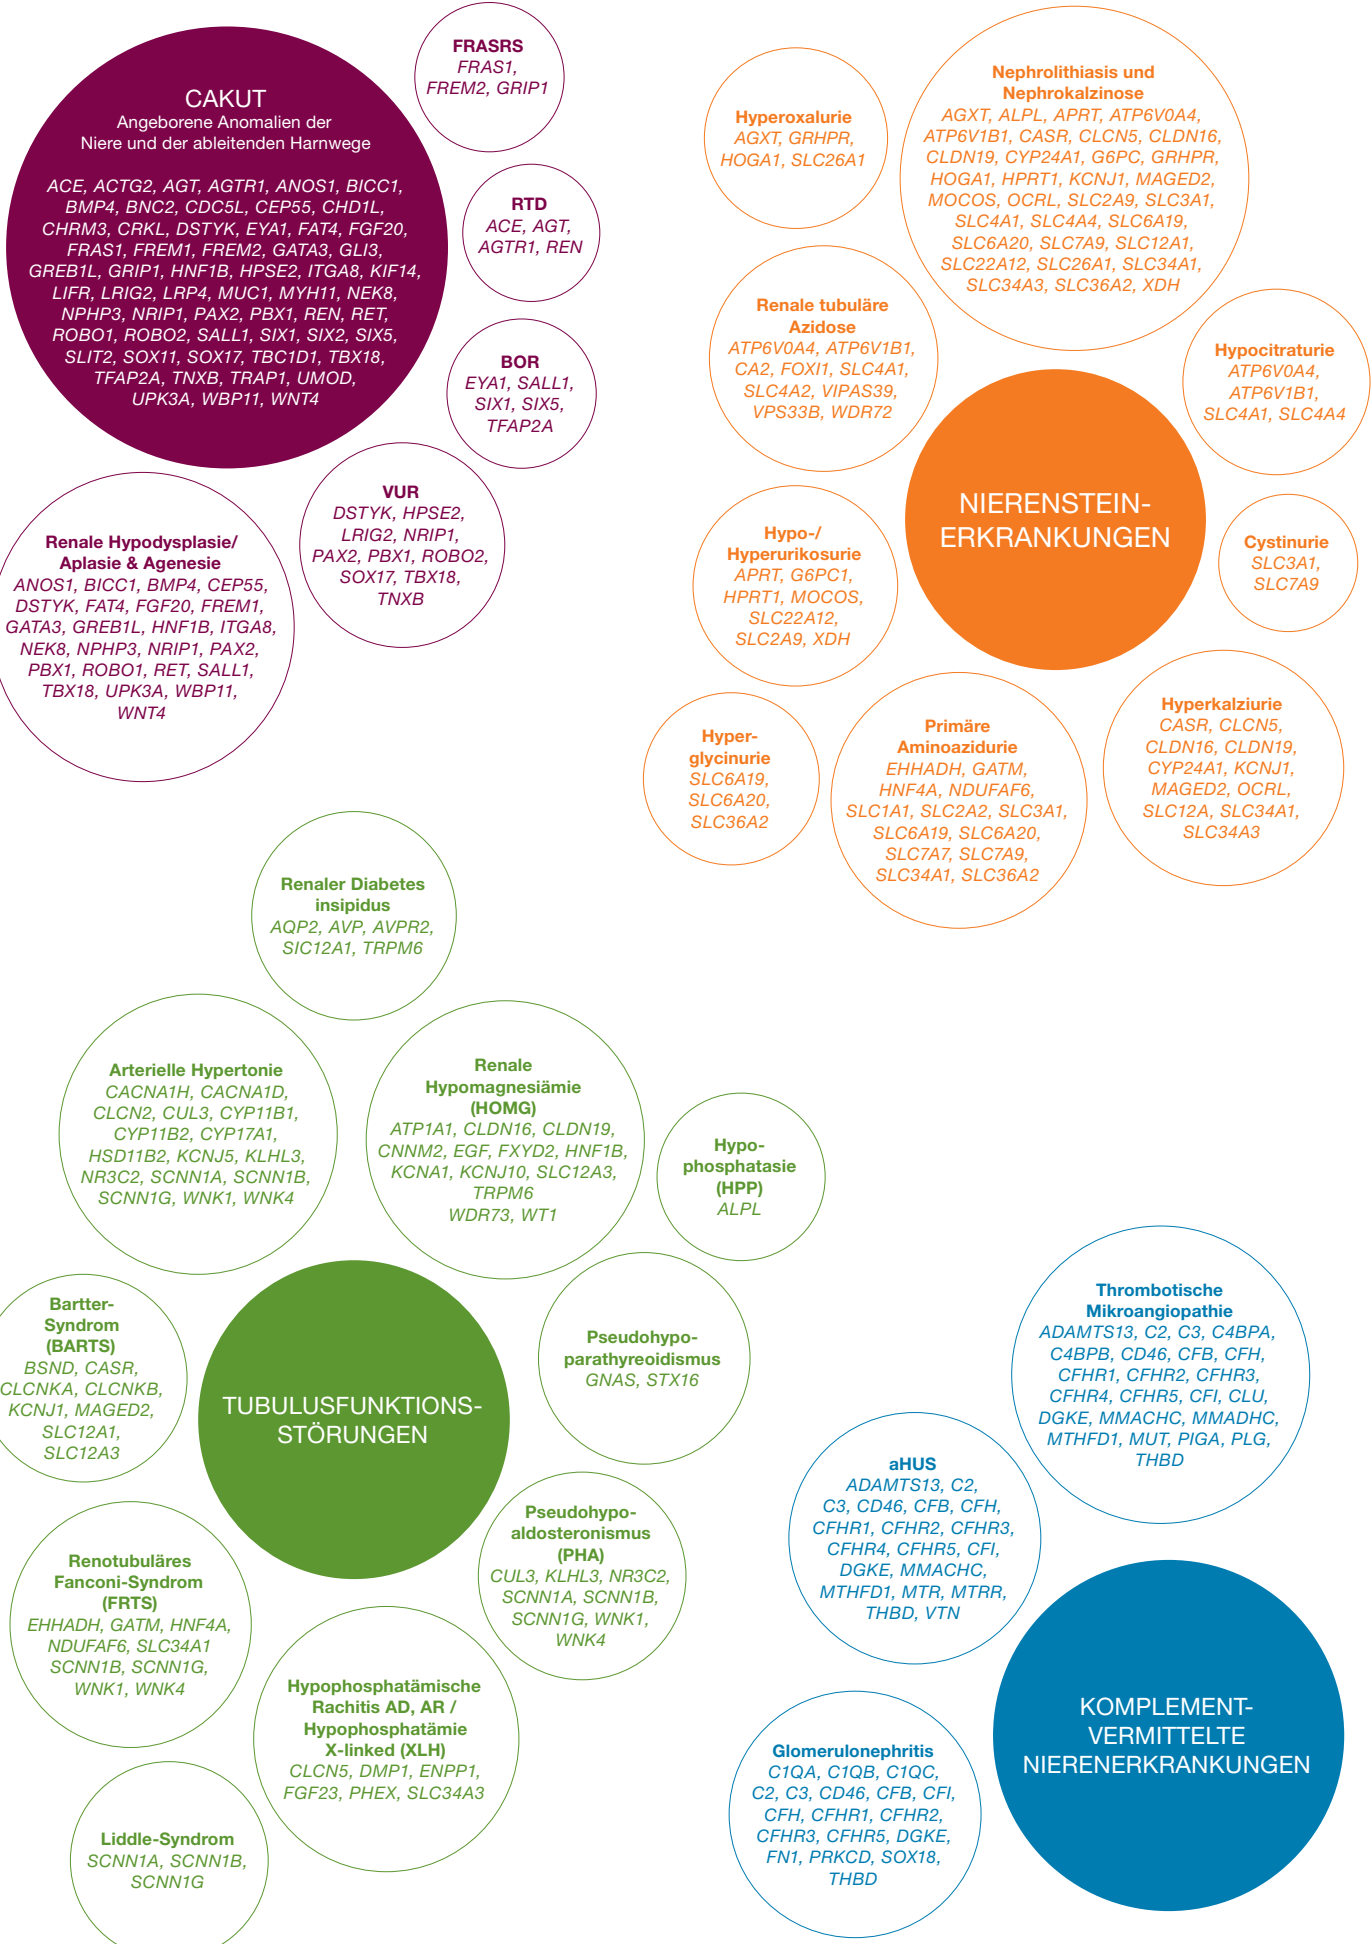 CAKUT
Angeborene Anomalien der
Niere und der ableitenden Harnwege
ACE, ACTG2, AGT, AGTR1, ANOS1, BICC1,
BMP4, BNC2, CDC5L, CEP55, CHD1L,
CHRM3, CRKL, DSTYK, EYA1, FAT4, FGF20,
FRAS1, FREM1, FREM2, GATA3, GLI3,
GREB1L, GRIP1, HNF1B, HPSE2, ITGA8, KIF14,
LIFR, LRIG2, LRP4, MUC1, MYH11, NEK8,
NPHP3, NRIP1, PAX2, PBX1, REN, RET,
ROBO1, ROBO2, SALL1, SIX1, SIX2, SIX5,
SLIT2, SOX11, SOX17, TBC1D1, TBX18,
TFAP2A, TNXB, TRAP1, UMOD,
UPK3A, WBP11, WNT4
FRASRS
FRAS1,
FREM2, GRIP1
RTD
ACE, AGT,
AGTR1, REN
BOR
EYA1, SALL1,
SIX1, SIX5,
TFAP2A
VUR
DSTYK, HPSE2,
LRIG2, NRIP1,
PAX2, PBX1, ROBO2,
SOX17, TBX18,
TNXB
Renale Hypodysplasie/
Aplasie & Agenesie
ANOS1, BICC1, BMP4, CEP55,
DSTYK, FAT4, FGF20, FREM1,
GATA3, GREB1L, HNF1B, ITGA8,
NEK8, NPHP3, NRIP1, PAX2,
PBX1, ROBO1, RET, SALL1,
TBX18, UPK3A, WBP11,
WNT4
Hyperoxalurie
AGXT, GRHPR,
HOGA1, SLC26A1
Nephrolithiasis und
Nephrokalzinose
AGXT, ALPL, APRT, ATP6V0A4,
ATP6V1B1, CASR, CLCN5, CLDN16,
CLDN19, CYP24A1, G6PC, GRHPR,
HOGA1, HPRT1, KCNJ1, MAGED2,
MOCOS, OCRL, SLC2A9, SLC3A1,
SLC4A1, SLC4A4, SLC6A19,
SLC6A20, SLC7A9, SLC12A1,
SLC22A12, SLC26A1, SLC34A1,
SLC34A3, SLC36A2, XDH
Renale tubuläre
Azidose
ATP6V0A4, ATP6V1B1,
CA2, FOXI1, SLC4A1,
SLC4A2, VIPAS39,
VPS33B, WDR72
Hypocitraturie
ATP6V0A4,
ATP6V1B1,
SLC4A1, SLC4A4
NIERENSTEIN-
ERKRANKUNGEN
Hypo-/
Hyperurikosurie
APRT, G6PC1,
HPRT1, MOCOS,
SLC22A12,
SLC2A9, XDH
Cystinurie
SLC3A1,
SLC7A9
Hyper-
glycinurie
SLC6A19,
SLC6A20,
SLC36A2
Primäre
Aminoazidurie
EHHADH, GATM,
HNF4A, NDUFAF6,
SLC1A1, SLC2A2, SLC3A1,
SLC6A19, SLC6A20,
SLC7A7, SLC7A9,
SLC34A1, SLC36A2
Hyperkalziurie
CASR, CLCN5,
CLDN16, CLDN19,
CYP24A1, KCNJ1,
MAGED2, OCRL,
SLC12A, SLC34A1,
SLC34A3
Renaler Diabetes
insipidus
AQP2, AVP, AVPR2,
SIC12A1, TRPM6
Arterielle Hypertonie
CACNA1H, CACNA1D,
CLCN2, CUL3, CYP11B1,
CYP11B2, CYP17A1,
HSD11B2, KCNJ5, KLHL3,
NR3C2, SCNN1A, SCNN1B,
SCNN1G, WNK1, WNK4
Renale
Hypomagnesiämie
(HOMG)
ATP1A1, CLDN16, CLDN19,
CNNM2, EGF, FXYD2, HNF1B,
KCNA1, KCNJ10, SLC12A3,
TRPM6
WDR73, WT1
Hypo-
phosphatasie
(HPP)
ALPL
Bartter-
Syndrom
(BARTS)
BSND, CASR,
CLCNKA, CLCNKB,
KCNJ1, MAGED2,
SLC12A1,
SLC12A3
TUBULUSFUNKTIONS-
STÖRUNGEN
Pseudohypo-
parathyreoidismus
GNAS, STX16
Pseudohypo-
aldosteronismus
(PHA)
CUL3, KLHL3, NR3C2,
SCNN1A, SCNN1B,
SCNN1G, WNK1,
WNK4
Renotubuläres
Fanconi-Syndrom
(FRTS)
EHHADH, GATM, HNF4A,
NDUFAF6, SLC34A1
SCNN1B, SCNN1G,
WNK1, WNK4
Hypophosphatämische
Rachitis AD, AR /
Hypophosphatämie
X-linked (XLH)
CLCN5, DMP1, ENPP1,
FGF23, PHEX, SLC34A3
Liddle-Syndrom
SCNN1A, SCNN1B,
SCNN1G
Thrombotische
Mikroangiopathie
ADAMTS13, C2, C3, C4BPA,
C4BPB, CD46, CFB, CFH,
CFHR1, CFHR2, CFHR3,
CFHR4, CFHR5, CFI, CLU,
DGKE, MMACHC, MMADHC,
MTHFD1, MUT, PIGA, PLG,
THBD
aHUS
ADAMTS13, C2,
C3, CD46, CFB, CFH,
CFHR1, CFHR2, CFHR3,
CFHR4, CFHR5, CFI,
DGKE, MMACHC,
MTHFD1, MTR, MTRR,
THBD, VTN
KOMPLEMENT-
VERMITTELTE
NIERENERKRANKUNGEN
Glomerulonephritis
C1QA, C1QB, C1QC,
C2, C3, CD46, CFB, CFI,
CFH, CFHR1, CFHR2,
CFHR3, CFHR5, DGKE,
FN1, PRKCD, SOX18,
THBD